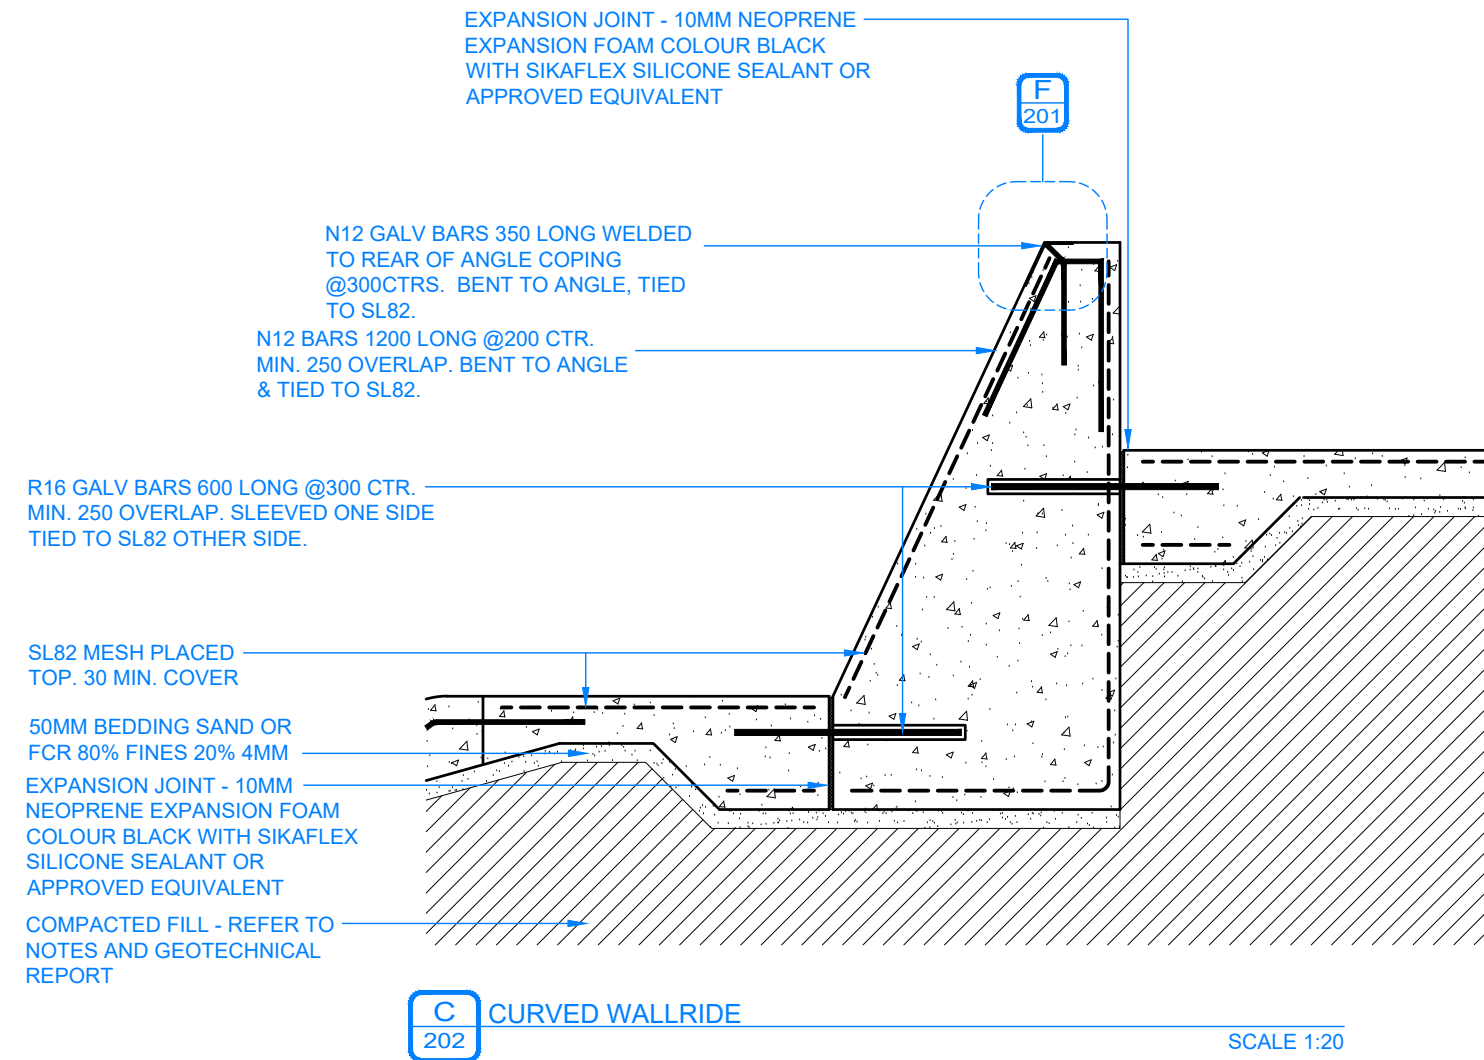 EXPANSION JOINT - 10MM NEOPRENE
EXPANSION FOAM COLOUR BLACK
WITH SIKAFLEX SILICONE SEALANT OR
APPROVED EQUIVALENT
F
201
N12 GALV BARS 350 LONG WELDED
TO REAR OF ANGLE COPING
@300CTRS. BENT TO ANGLE, TIED
TO SL82.
N12 BARS 1200 LONG @200 CTR.
MIN. 250 OVERLAP. BENT TO ANGLE
& TIED TO SL82.
R16 GALV BARS 600 LONG @300 CTR.
MIN. 250 OVERLAP. SLEEVED ONE SIDE
TIED TO SL82 OTHER SIDE.
SL82 MESH PLACED
TOP. 30 MIN. COVER
50MM BEDDING SAND OR
FCR 80% FINES 20% 4MM
EXPANSION JOINT - 10MM
NEOPRENE EXPANSION FOAM
COLOUR BLACK WITH SIKAFLEX
SILICONE SEALANT OR
APPROVED EQUIVALENT
COMPACTED FILL - REFER TO
NOTES AND GEOTECHNICAL
REPORT
C
202
CURVED WALLRIDE
SCALE 1:20